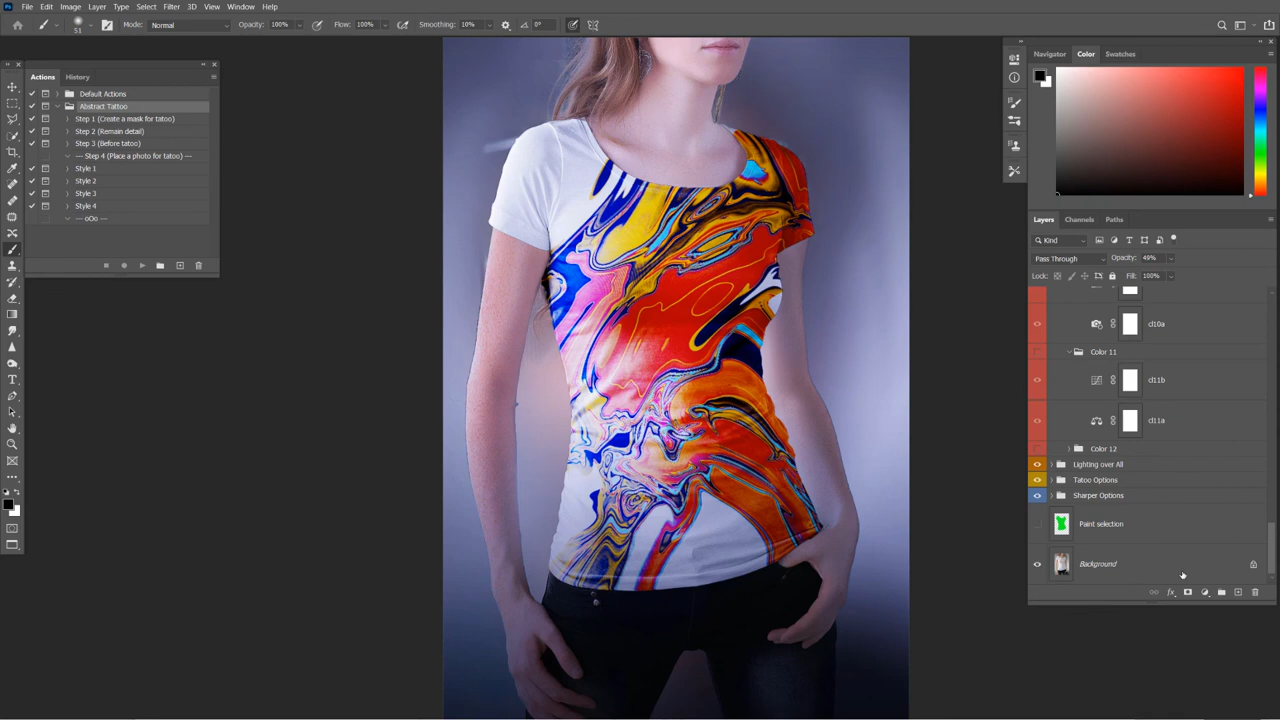 File Edit Image Layer Type Select Filter 3D View Window Help
51 Mode: Normal Opacity: 100% Flow: 100% Smoothing: 10% 0°
Actions History
Default Actions
Abstract Tattoo
Step 1 (Create a mask for tatoo)
Step 2 (Remain detail)
Step 3 (Before tatoo)
--- Step 4 (Place a photo for tatoo) ---
Style 1
Style 2
Style 3
Style 4
--- oOo ---
Navigator Color Swatches
Layers Channels Paths
Kind
Pass Through Opacity: 49%
Lock: Fill: 100%
cl10a
Color 11
cl11b
cl11a
Color 12
Lighting over All
Tatoo Options
Sharper Options
Paint selection
Background
fx